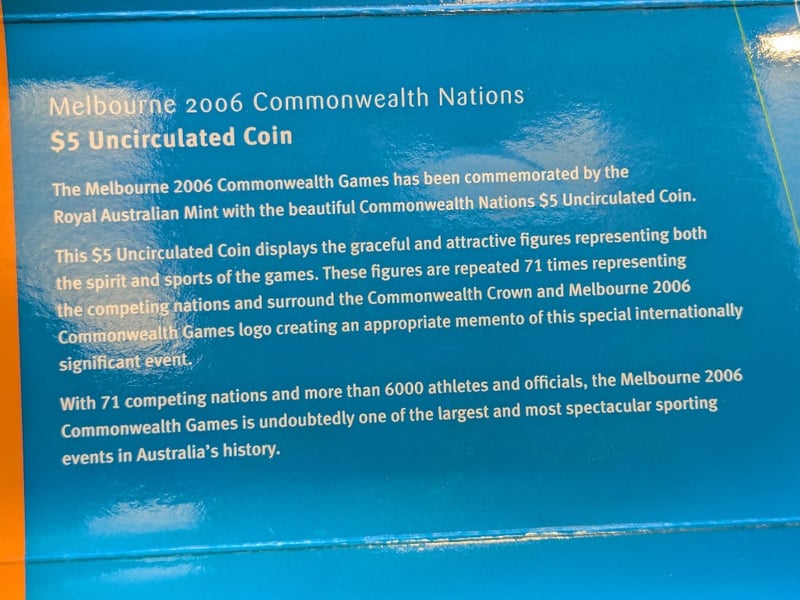 Melbourne 2006 Commonwealth Nations
$5 Uncirculated Coin
The Melbourne 2006 Commonwealth Games has been commemorated by the
Royal Australian Mint with the beautiful Commonwealth Nations $5 Uncirculated Coin.
This $5 Uncirculated Coin displays the graceful and attractive figures representing both
the spirit and sports of the games. These figures are repeated 71 times representing
the competing nations and surround the Commonwealth Crown and Melbourne 2006
Commonwealth Games logo creating an appropriate memento of this special internationally
significant event.
With 71 competing nations and more than 6000 athletes and officials, the Melbourne 2006
Commonwealth Games is undoubtedly one of the largest and most spectacular sporting
events in Australia's history.